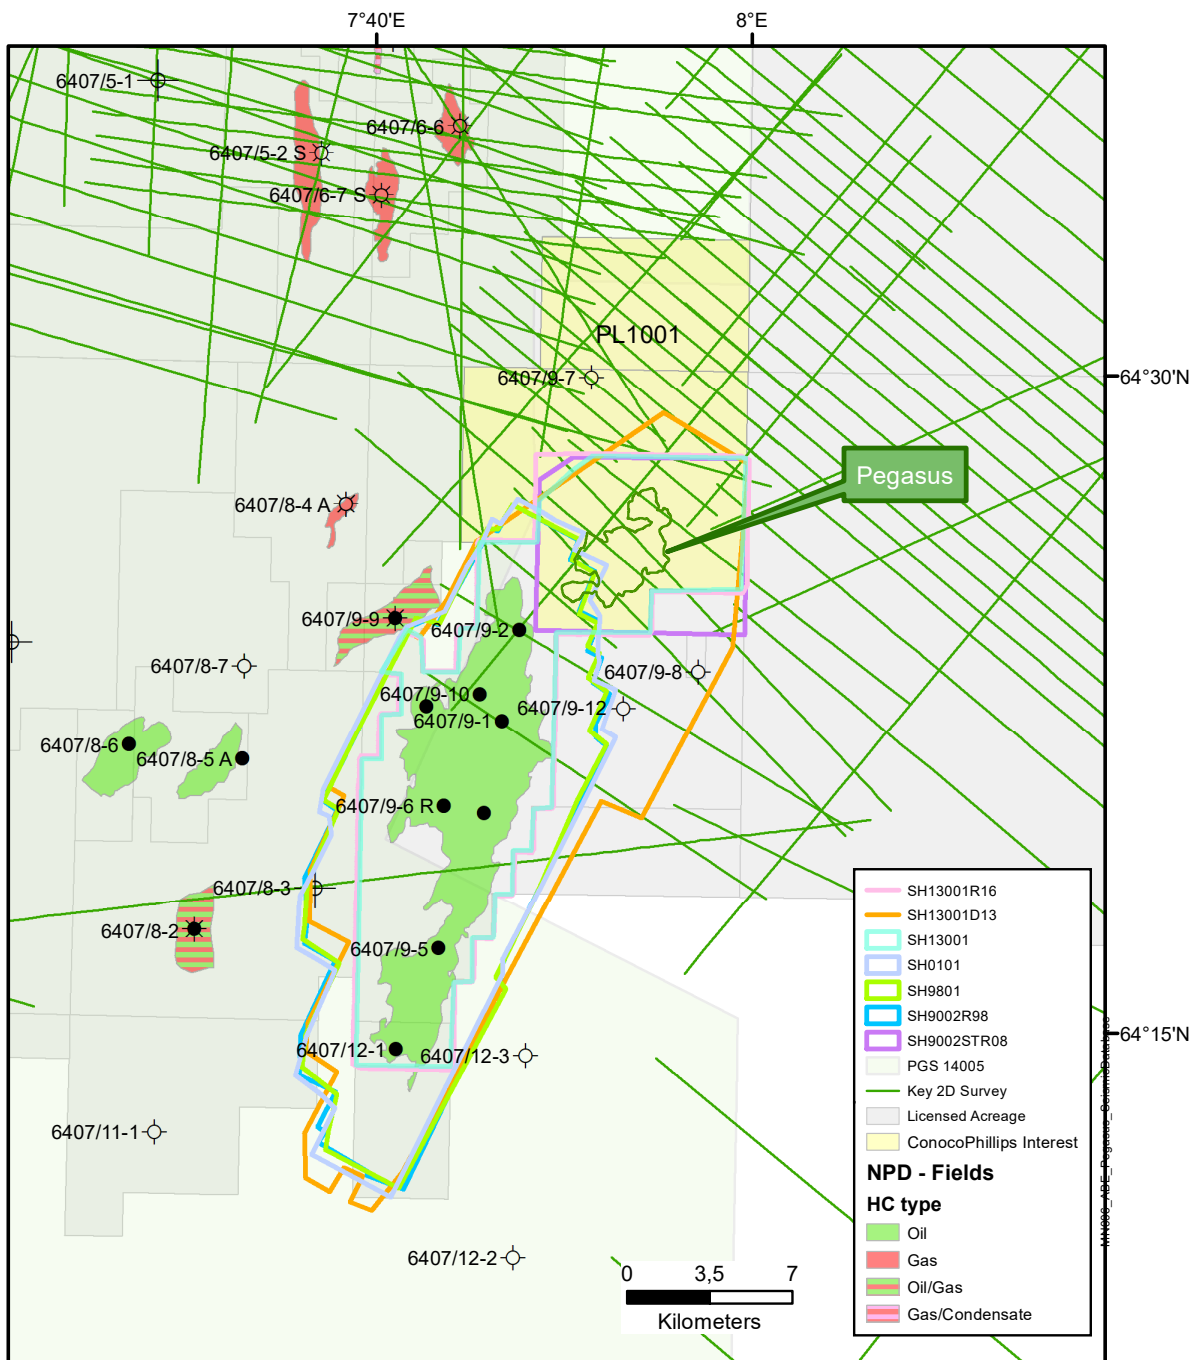 7°40'E
8°E
6407/5-1
6407/6-6
6407/5-2 S
6407/6-7 S
PL1001
6407/9-7
64°30'N
Pegasus
6407/8-4 A
6407/9-9
6407/9-2
6407/8-7
6407/9-8
6407/9-10
6407/9-12
6407/9-1
6407/8-6
6407/8-5 A
6407/9-6 R
6407/8-3
6407/8-2
6407/9-5
6407/12-1
6407/12-3
64°15'N
6407/11-1
6407/12-2
0
3,5
7
Kilometers
SH13001R16
SH13001D13
SH13001
SH0101
SH9801
SH9002R98
SH9002STR08
PGS 14005
Key 2D Survey
Licensed Acreage
ConocoPhillips Interest
NPD - Fields
HC type
Oil
Gas
Oil/Gas
Gas/Condensate